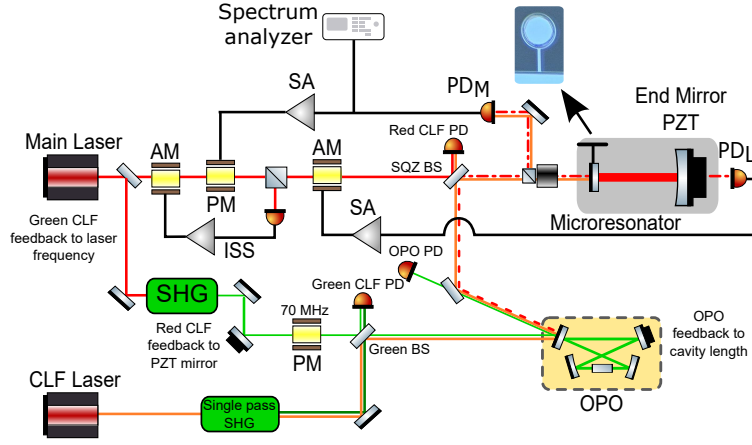 Spectrum
analyzer
SA
PD M
End Mirror
PZT
Main Laser
AM
Red CLF PD
AM
PD L
SQZ BS
Green CLF
feedback to laser
frequency
PM
ISS
SA
Microresonator
OPO PD
Green CLF PD
SHG
70 MHz
Red CLF
feedback to
PZT mirror
PM
Green BS
OPO
feedback to
cavity length
CLF Laser
Single pass
SHG
OPO